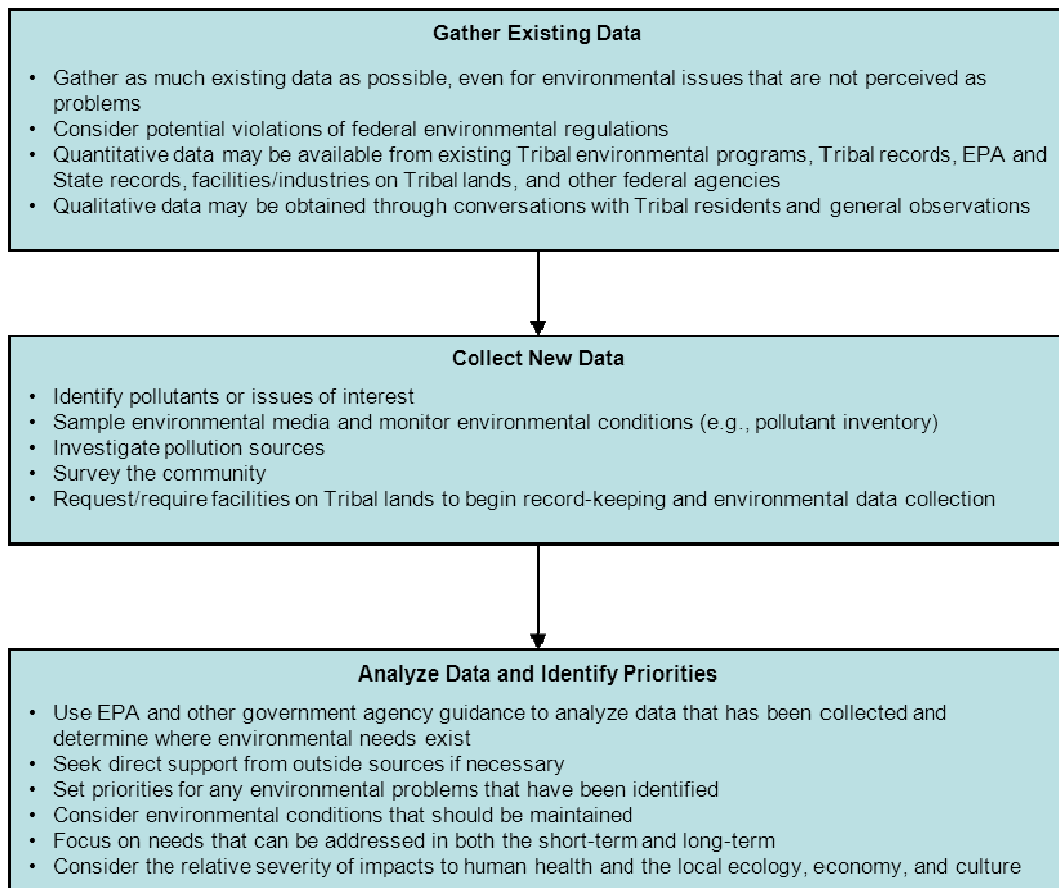 Gather Existing Data
• Gather as much existing data as possible, even for environmental issues that are not perceived as
problems
• Consider potential violations of federal environmental regulations
• Quantitative data may be available from existing Tribal environmental programs, Tribal records, EPA and
State records, facilities/industries on Tribal lands, and other federal agencies
• Qualitative data may be obtained through conversations with Tribal residents and general observations
Collect New Data
• Identify pollutants or issues of interest
• Sample environmental media and monitor environmental conditions (e.g., pollutant inventory)
• Investigate pollution sources
• Survey the community
• Request/require facilities on Tribal lands to begin record-keeping and environmental data collection
Analyze Data and Identify Priorities
• Use EPA and other government agency guidance to analyze data that has been collected and
determine where environmental needs exist
• Seek direct support from outside sources if necessary
• Set priorities for any environmental problems that have been identified
• Consider environmental conditions that should be maintained
• Focus on needs that can be addressed in both the short-term and long-term
• Consider the relative severity of impacts to human health and the local ecology, economy, and culture